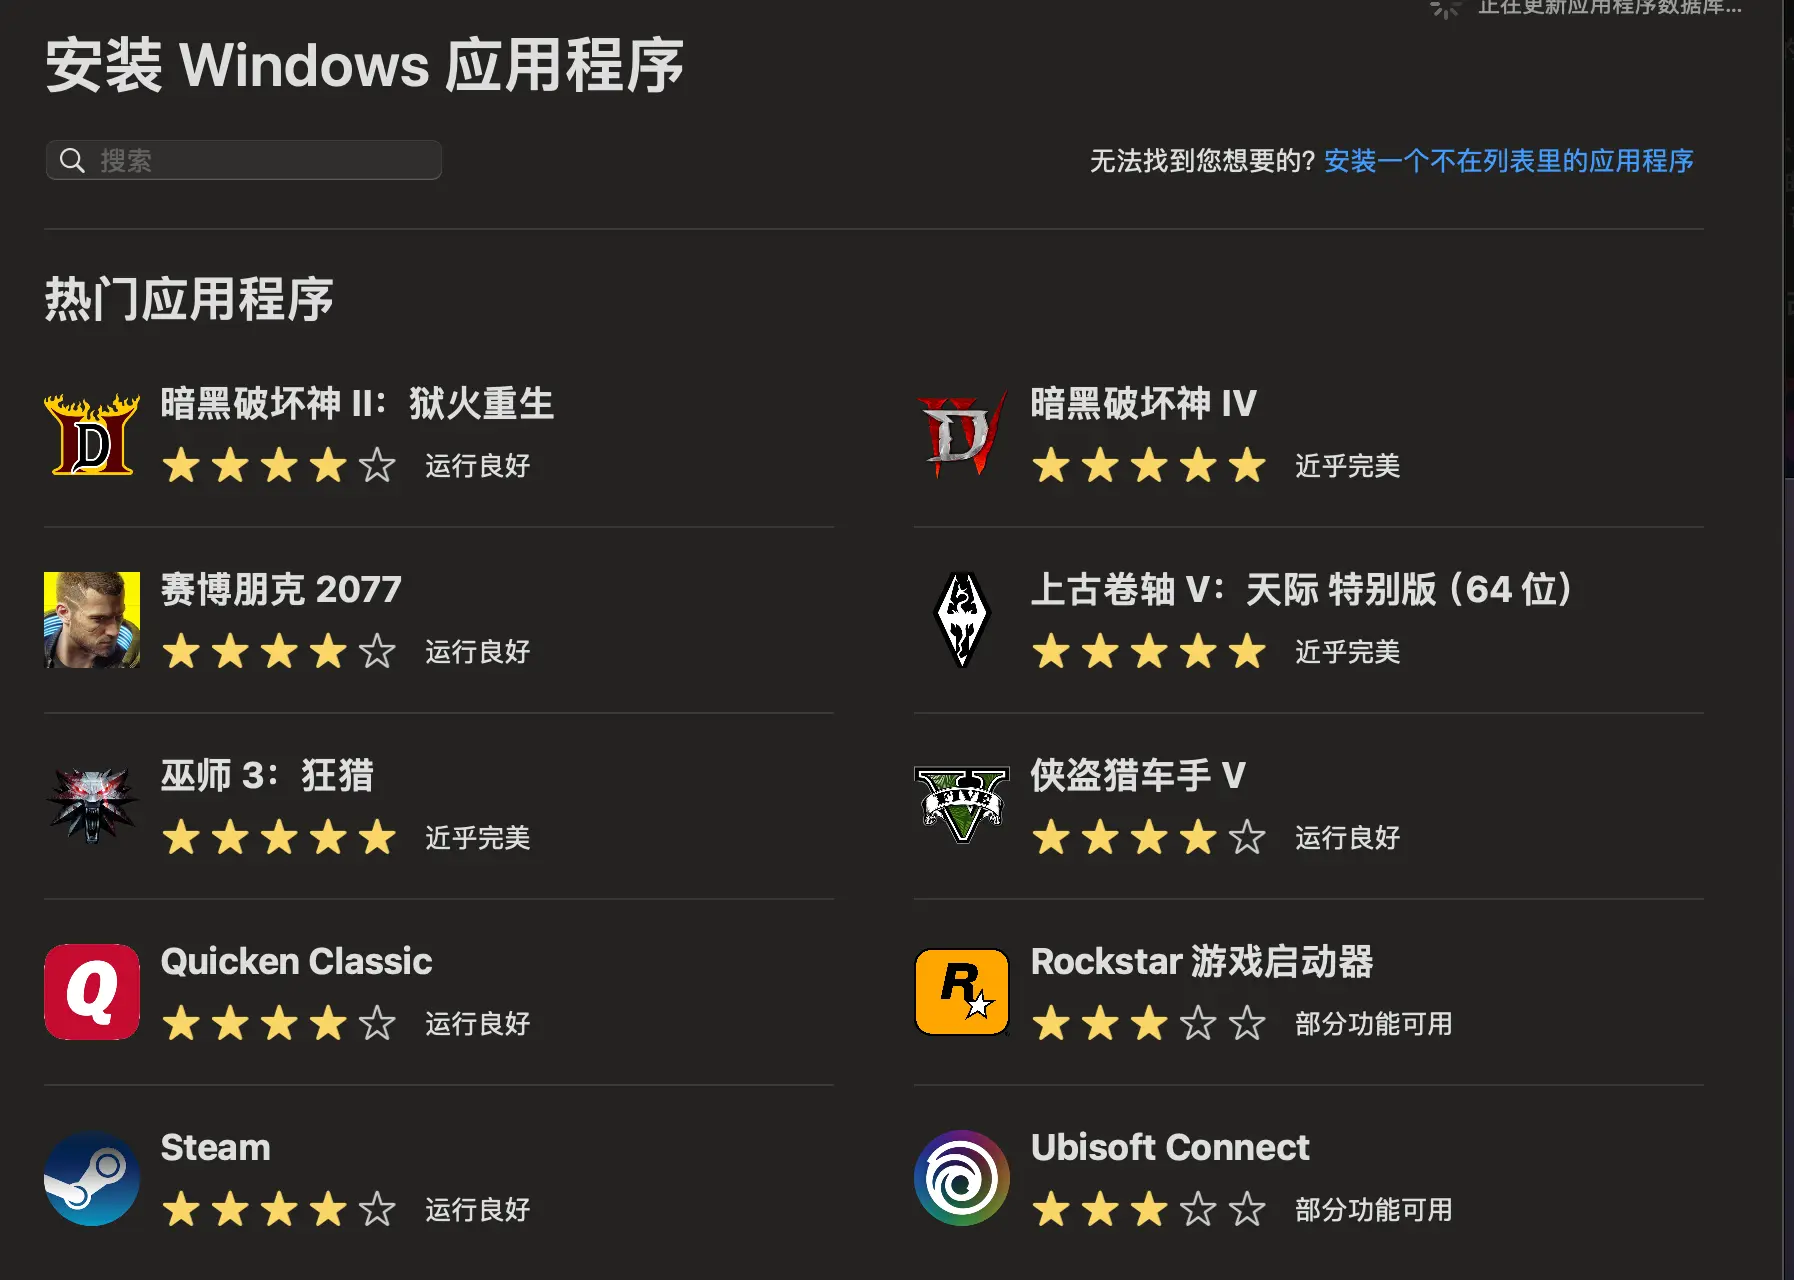 正在更新应用程序数据库...
安装 Windows 应用程序
搜索
无法找到您想要的? 安装一个不在列表里的应用程序
热门应用程序
暗黑破坏神 II：狱火重生
运行良好
暗黑破坏神 IV
近乎完美
赛博朋克 2077
运行良好
上古卷轴 V：天际 特别版（64 位）
近乎完美
巫师 3：狂猎
近乎完美
FIVE
侠盗猎车手 V
运行良好
Quicken Classic
运行良好
Rockstar 游戏启动器
部分功能可用
Steam
运行良好
Ubisoft Connect
部分功能可用